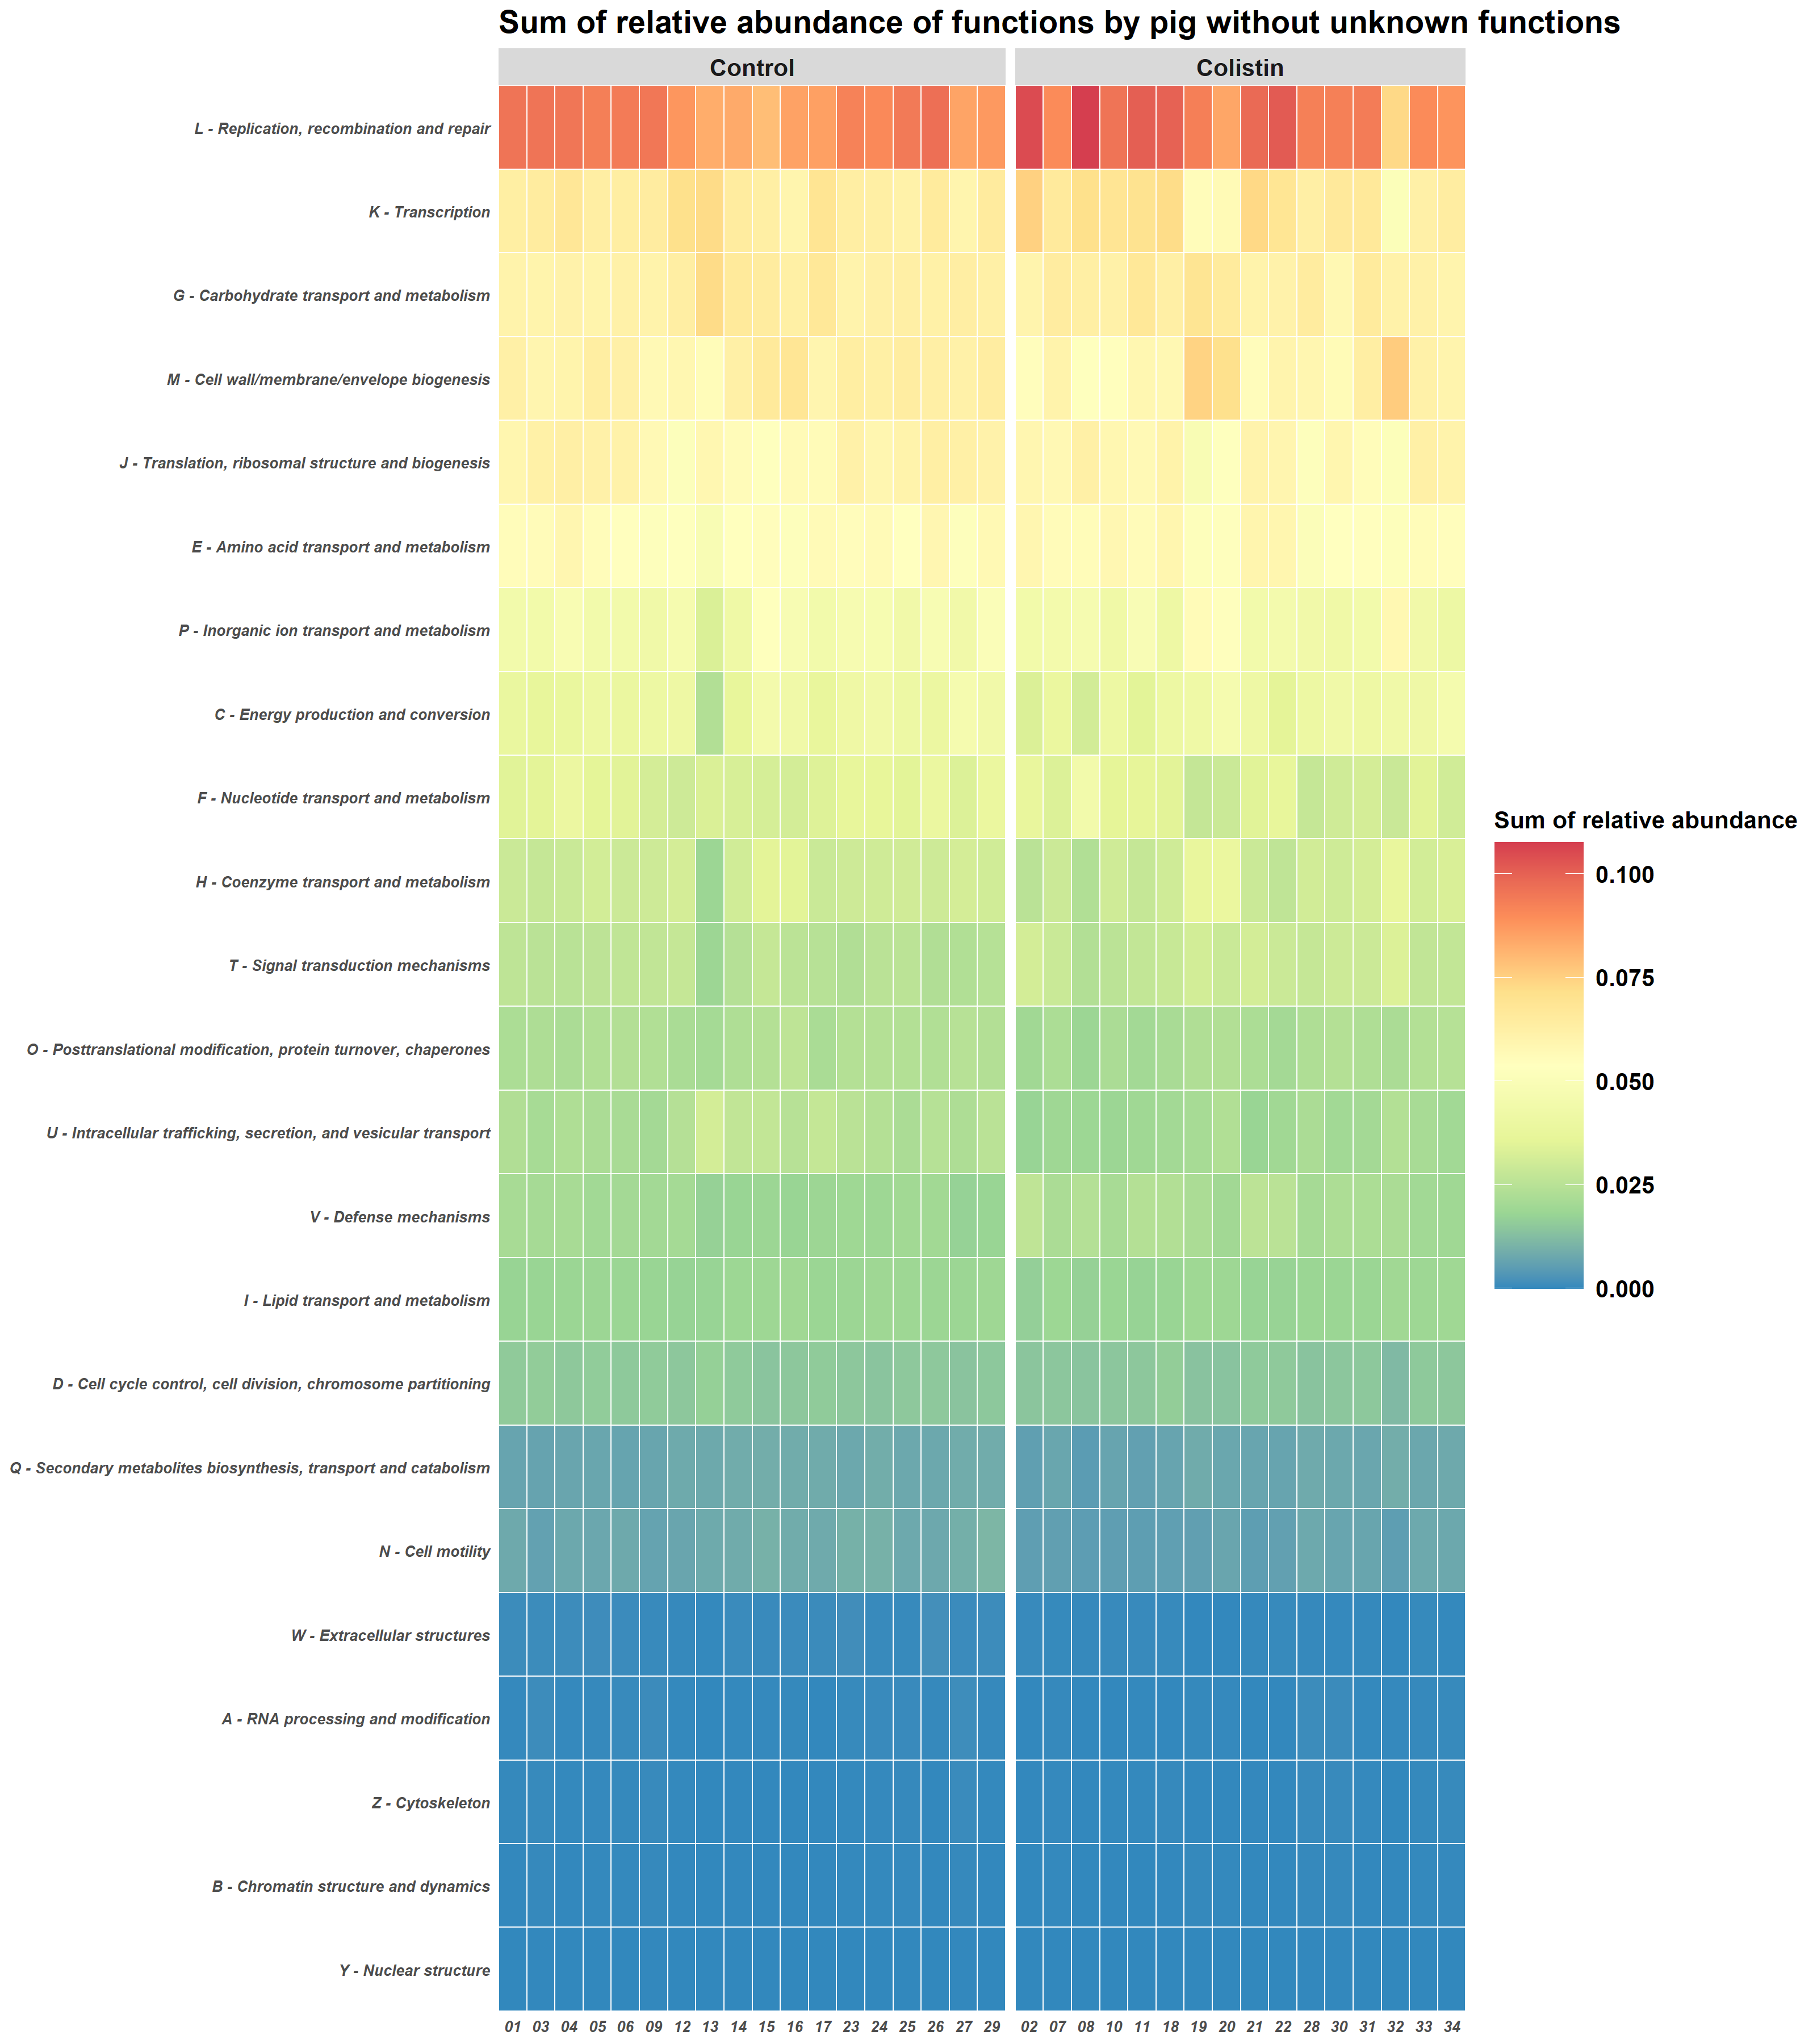 Sum of relative abundance of functions by pig without unknown functions
Control Colistin
L - Replication, recombination and repair
K - Transcription
G - Carbohydrate transport and metabolism
M - Cell wall/membrane/envelope biogenesis
J - Translation, ribosomal structure and biogenesis
E - Amino acid transport and metabolism
P - Inorganic ion transport and metabolism
C - Energy production and conversion
F - Nucleotide transport and metabolism
H - Coenzyme transport and metabolism
T - Signal transduction mechanisms
O - Posttranslational modification, protein turnover, chaperones
U - Intracellular trafficking, secretion, and vesicular transport
V - Defense mechanisms
I - Lipid transport and metabolism
D - Cell cycle control, cell division, chromosome partitioning
Q - Secondary metabolites biosynthesis, transport and catabolism
N - Cell motility
W - Extracellular structures
A - RNA processing and modification
Z - Cytoskeleton
B - Chromatin structure and dynamics
Y - Nuclear structure
01 03 04 05 06 09 12 13 14 15 16 17 23 24 25 26 27 29 02 07 08 10 11 18 19 20 21 22 28 30 31 32 33 34
Sum of relative abundance
0.100
0.075
0.050
0.025
0.000